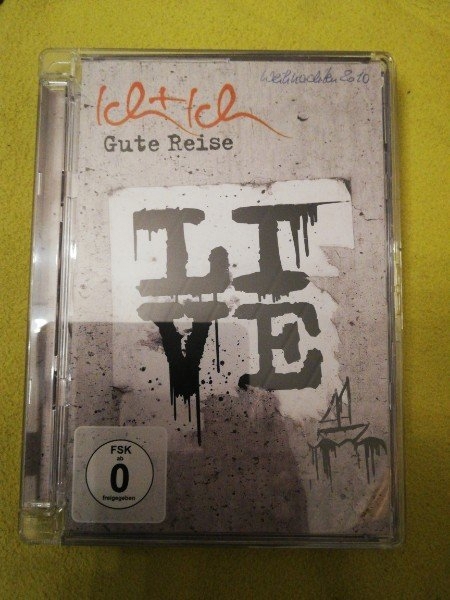 Weihnachten 2010
Ich+Ich
Gute Reise
LI
VE
FSK
ab
0
freigegeben